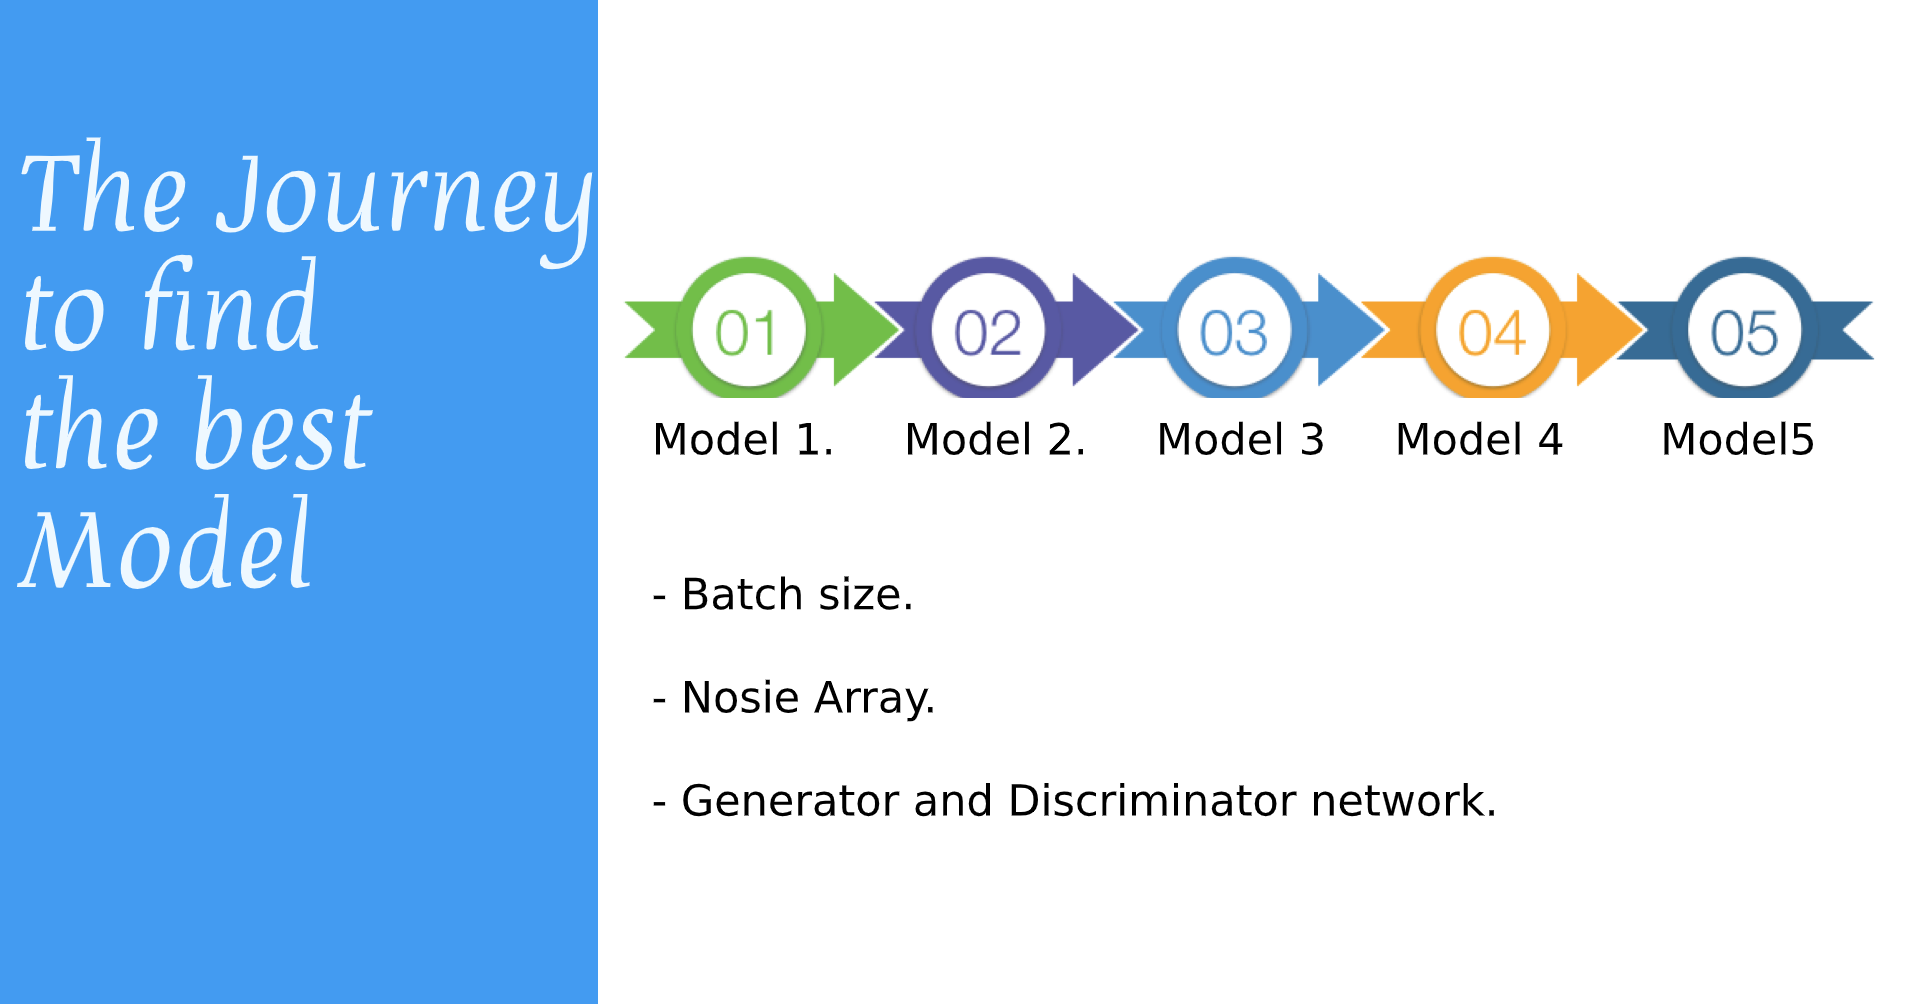 The Journey
to find
the best
Model
01 02 03 04 05
Model 1. Model 2. Model 3 Model 4 Model5
- Batch size.
- Nosie Array.
- Generator and Discriminator network.